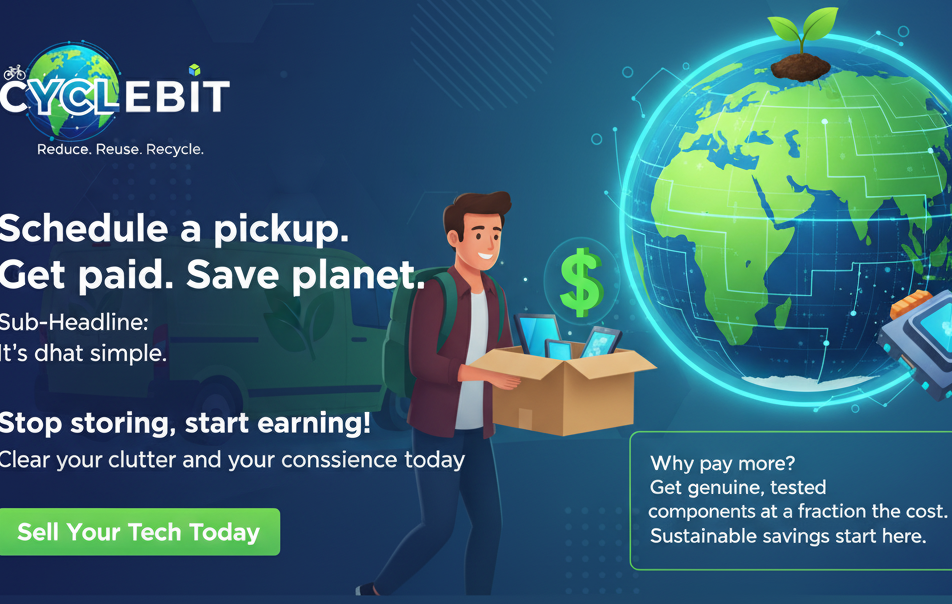 CYCLEBIT
Reduce. Reuse. Recycle.
Schedule a pickup.
Get paid. Save planet.
Sub-Headline:
It's dhat simple.
Stop storing, start earning!
Clear your clutter and your conssience today
Sell Your Tech Today
$
Why pay more?
Get genuine, tested
components at a fraction the cost.
Sustainable savings start here.